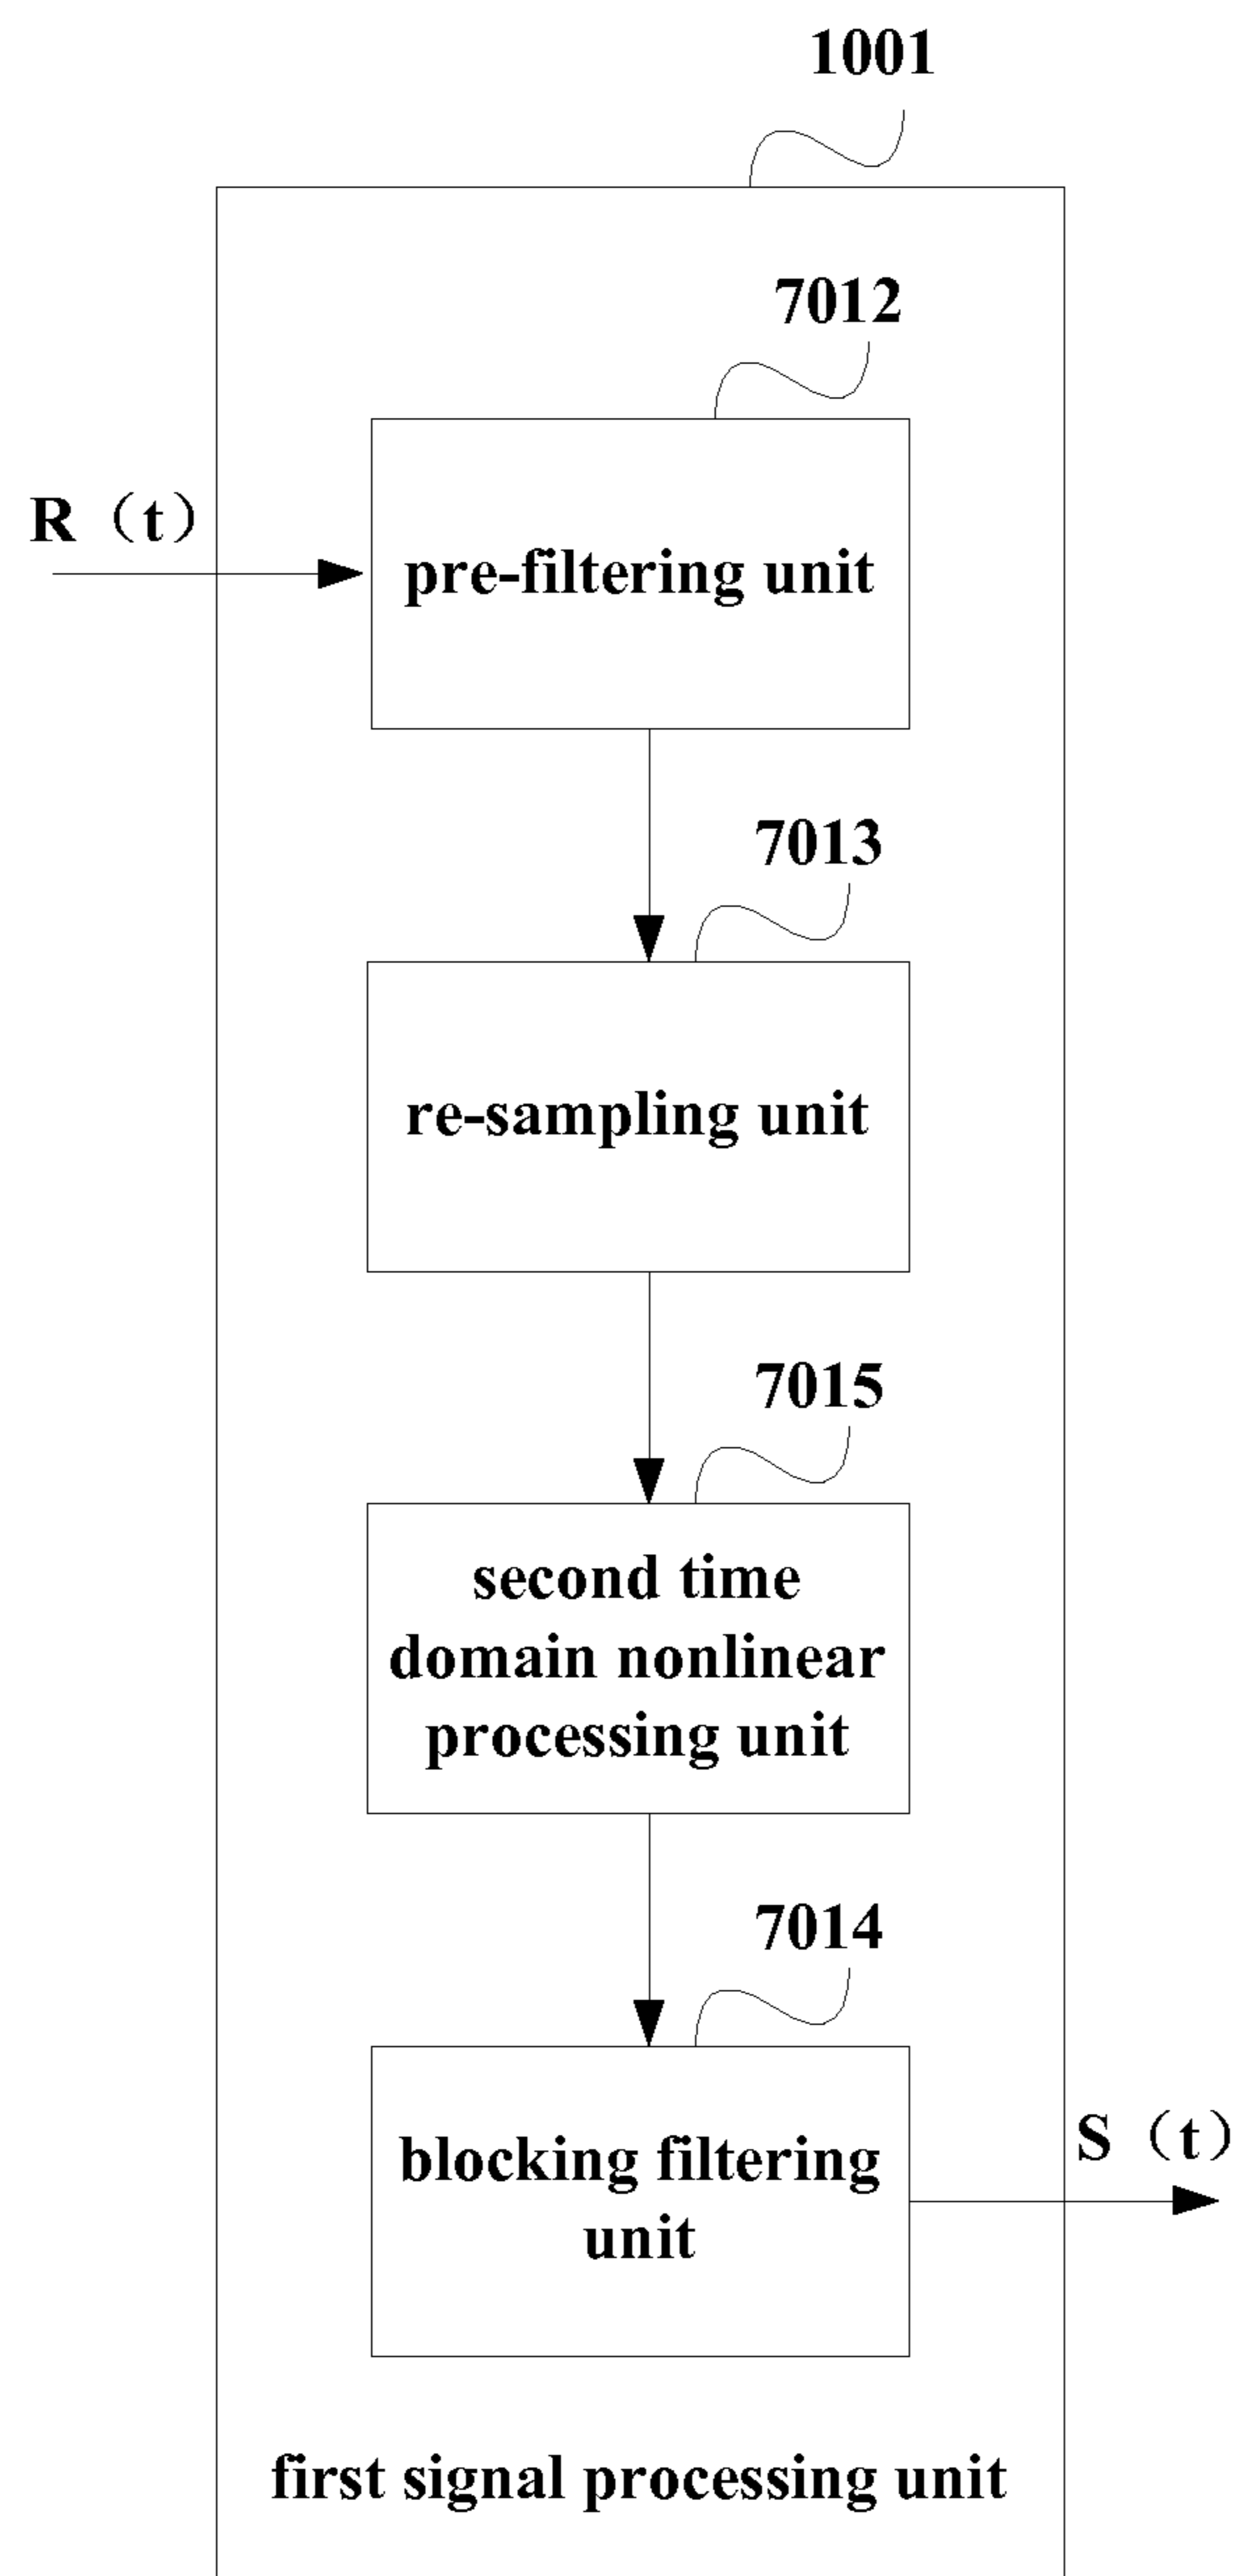 1001
7012
R（t）
pre-filtering unit
7013
re-sampling unit
7015
second time
domain nonlinear
processing unit
7014
S（t）
blocking filtering
unit
first signal processing unit